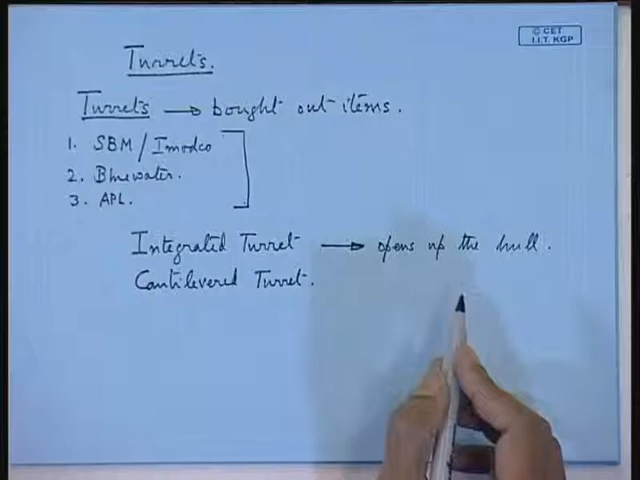 © CET
I.I.T. KGP
Turrets.
Turrets → bought out items.
1. SBM / Imodco
2. Bluewater.
3. APL.
Integrated Turret → opens up the hull.
Cantilevered Turret.